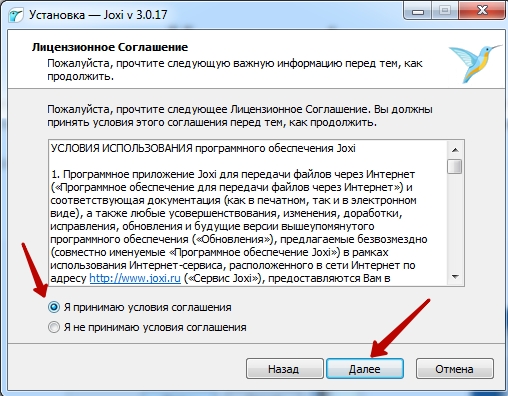 Установка — Joxi v 3.0.17
Лицензионное Соглашение
Пожалуйста, прочтите следующую важную информацию перед тем, как
продолжить.
Пожалуйста, прочтите следующее Лицензионное Соглашение. Вы должны
принять условия этого соглашения перед тем, как продолжить.
УСЛОВИЯ ИСПОЛЬЗОВАНИЯ программного обеспечения Joxi
1. Программное приложение Joxi для передачи файлов через Интернет
(«Программное обеспечение для передачи файлов через Интернет») и
соответствующая документация (как в печатном, так и в электронном
виде), а также любые усовершенствования, изменения, доработки,
исправления, обновления и будущие версии вышеупомянутого
программного обеспечения («Обновления»), предлагаемые безвозмездно
(совместно именуемые «Программное обеспечение Joxi») в рамках
использования Интернет-сервиса, расположенного в сети Интернет по
адресу http://www.joxi.ru («Сервис Joxi»), предоставляются Вам в
Я принимаю условия соглашения
Я не принимаю условия соглашения
Назад
Далее
Отмена